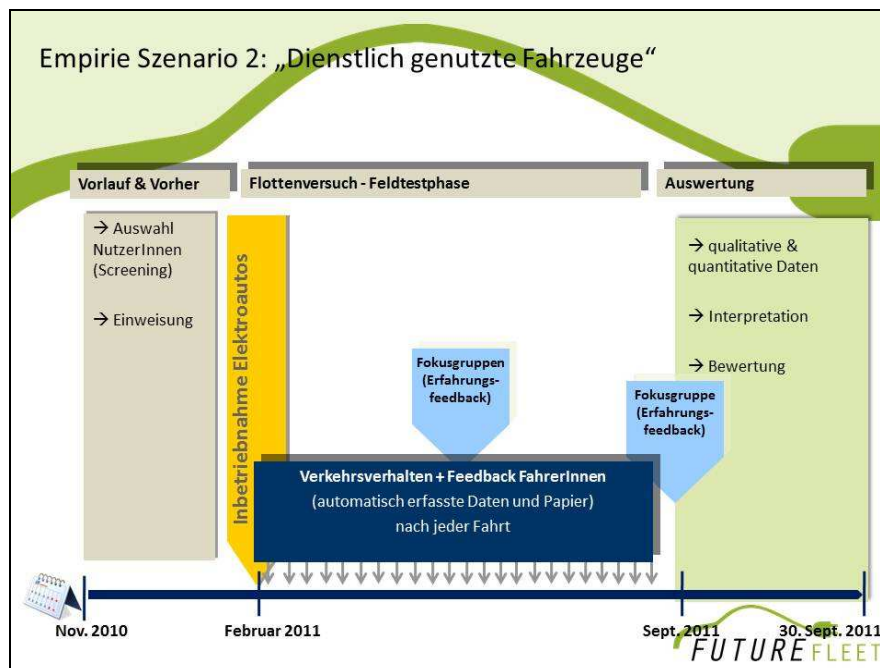 Empirie Szenario 2: „Dienstlich genutzte Fahrzeuge“
Vorlauf & Vorher
Flottenversuch - Feldtestphase
Auswertung
→ Auswahl
NutzerInnen
(Screening)
→ Einweisung
Inbetriebnahme Elektroautos
Fokusgruppen
(Erfahrungs-
feedback)
Fokusgruppe
(Erfahrungs-
feedback)
→ qualitative &
quantitative Daten
→ Interpretation
→ Bewertung
Verkehrsverhalten + Feedback FahrerInnen
(automatisch erfasste Daten und Papier)
nach jeder Fahrt
Nov. 2010
Februar 2011
Sept. 2011
30. Sept. 2011
FUTURE FLEET